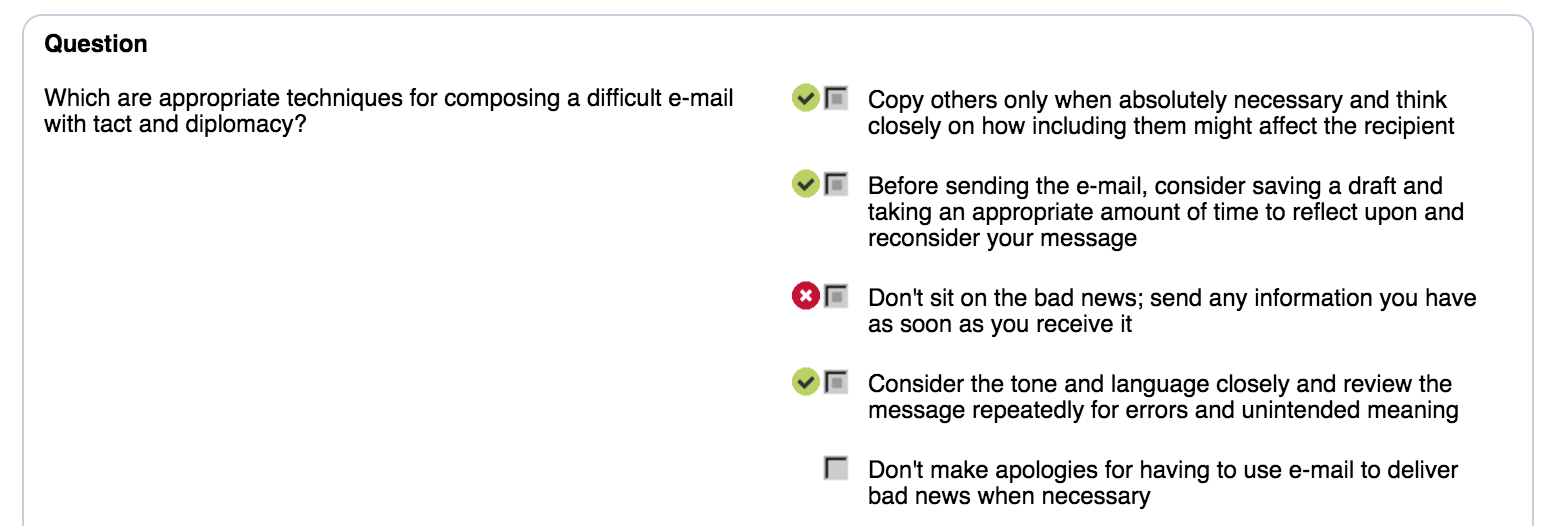 Question
Which are appropriate techniques for composing a difficult e-mail
with tact and diplomacy?
Copy others only when absolutely necessary and think
closely on how including them might affect the recipient
Before sending the e-mail, consider saving a draft and
taking an appropriate amount of time to reflect upon and
reconsider your message
Don't sit on the bad news; send any information you have
as soon as you receive it
Consider the tone and language closely and review the
message repeatedly for errors and unintended meaning
Don't make apologies for having to use e-mail to deliver
bad news when necessary